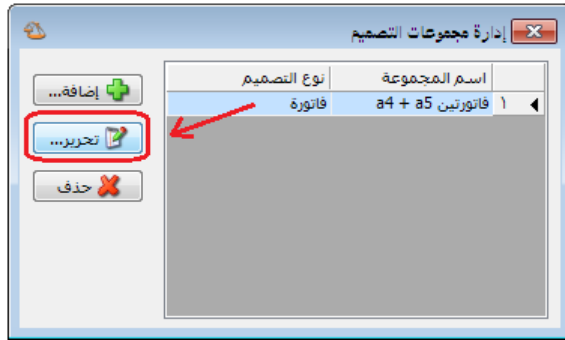 إدارة مجموعات التصميم
اسم المجموعة نوع التصميم
١ فاتورتين a4 + a5 فاتورة
إضافة...
تحرير...
حذف